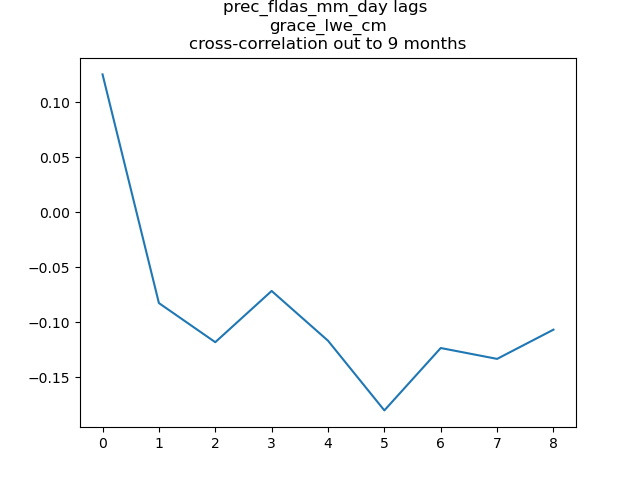 prec_fldas_mm_day lags
grace_lwe_cm
cross-correlation out to 9 months
0.10
0.05
0.00
−0.05
−0.10
−0.15
0 1 2 3 4 5 6 7 8